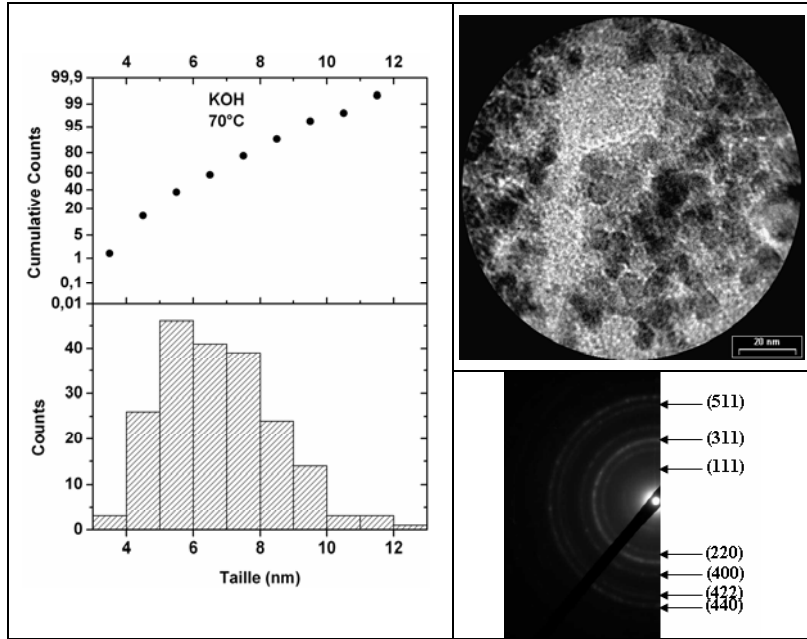 4 6 8 10 12
99,9
99
95
80
60
40
20
5
1
0,1
0,01
Cumulative Counts
KOH
70°C
40
30
20
10
0
Counts
4 6 8 10 12
Taille (nm)
20 nm
(511)
(311)
(111)
(220)
(400)
(422)
(440)